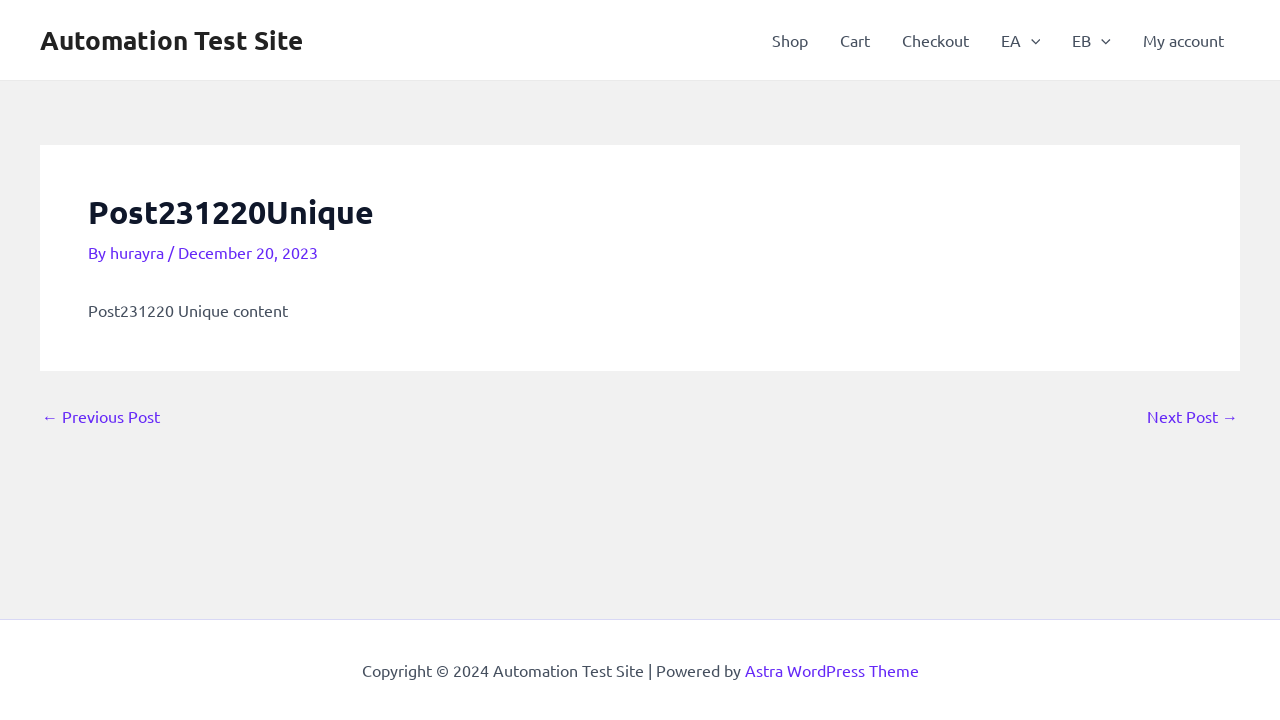 Automation Test Site
Shop Cart Checkout EA EB My account
Post231220Unique
By hurayra / December 20, 2023
Post231220 Unique content
← Previous Post Next Post →
Copyright © 2024 Automation Test Site | Powered by Astra WordPress Theme